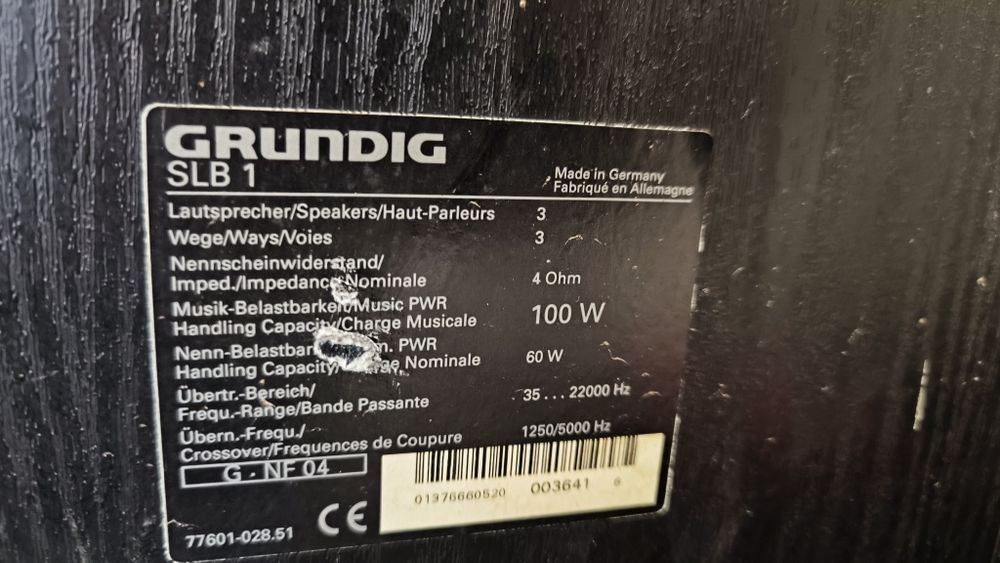 GRUNDIG
SLB 1
Made in Germany
Fabriqué en Allemagne
Lautsprecher/Speakers/Haut-Parleurs 3
Wege/Ways/Voies 3
Nennscheinwiderstand/
Imped./Impedance Nominale 4 Ohm
Musik-Belastbarkeit/Music PWR
Handling Capacity/Charge Musicale 100 W
PWR
Handling Capacity/ Nominale 60 W
Übertr.-Bereich/
Frequ.-Range/Bande Passante 35 ... 22000 Hz
Übern.-Frequ./
Crossover/Frequences de Coupure 1250/5000 Hz
G - NF 04
01376660520 003641
77601-028.51 CE